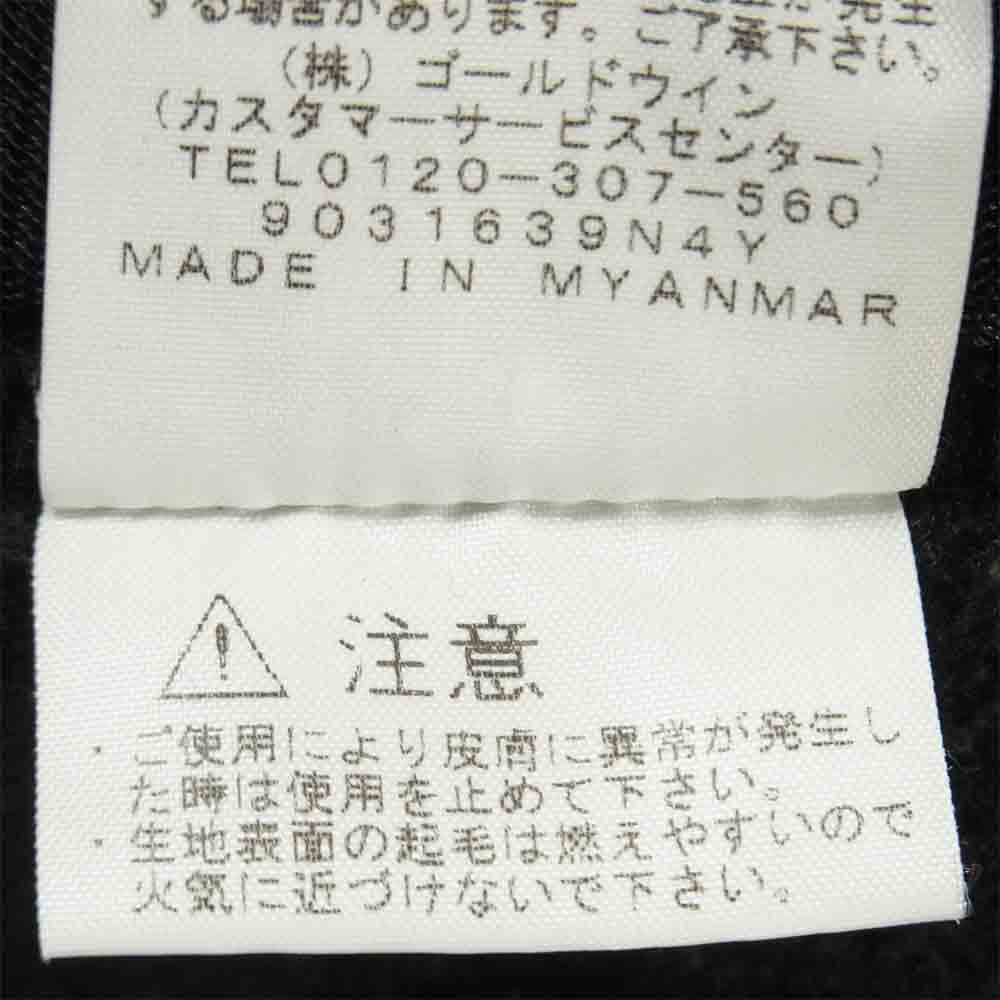 する場合があります。ご了承下さい。
(株)ゴールドウイン
(カスタマーサービスセンター)
TEL0120-307-560
9031639N4Y
MADE IN MYANMAR
注意
・ご使用により皮膚に異常が発生し
た時は使用を止めて下さい。
・生地表面の起毛は燃えやすいので
火気に近づけないで下さい。